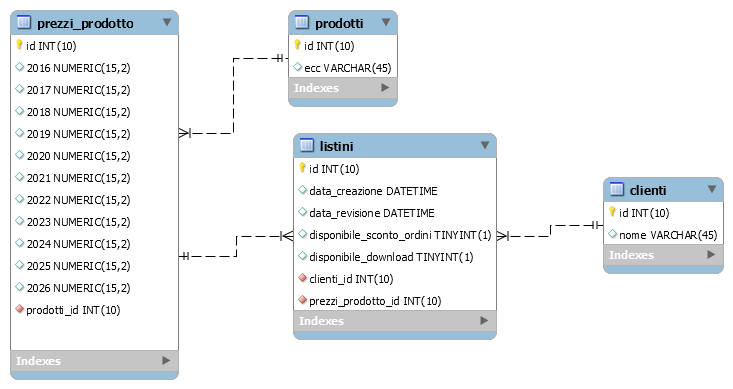 prezzi_prodotto
id INT(10)
2016 NUMERIC(15,2)
2017 NUMERIC(15,2)
2018 NUMERIC(15,2)
2019 NUMERIC(15,2)
2020 NUMERIC(15,2)
2021 NUMERIC(15,2)
2022 NUMERIC(15,2)
2023 NUMERIC(15,2)
2024 NUMERIC(15,2)
2025 NUMERIC(15,2)
2026 NUMERIC(15,2)
prodotti_id INT(10)
Indexes
prodotti
id INT(10)
ecc VARCHAR(45)
Indexes
listini
id INT(10)
data_creazione DATETIME
data_revisione DATETIME
disponibile_sconto_ordini TINYINT(1)
disponibile_download TINYINT(1)
clienti_id INT(10)
prezzi_prodotto_id INT(10)
Indexes
clienti
id INT(10)
nome VARCHAR(45)
Indexes